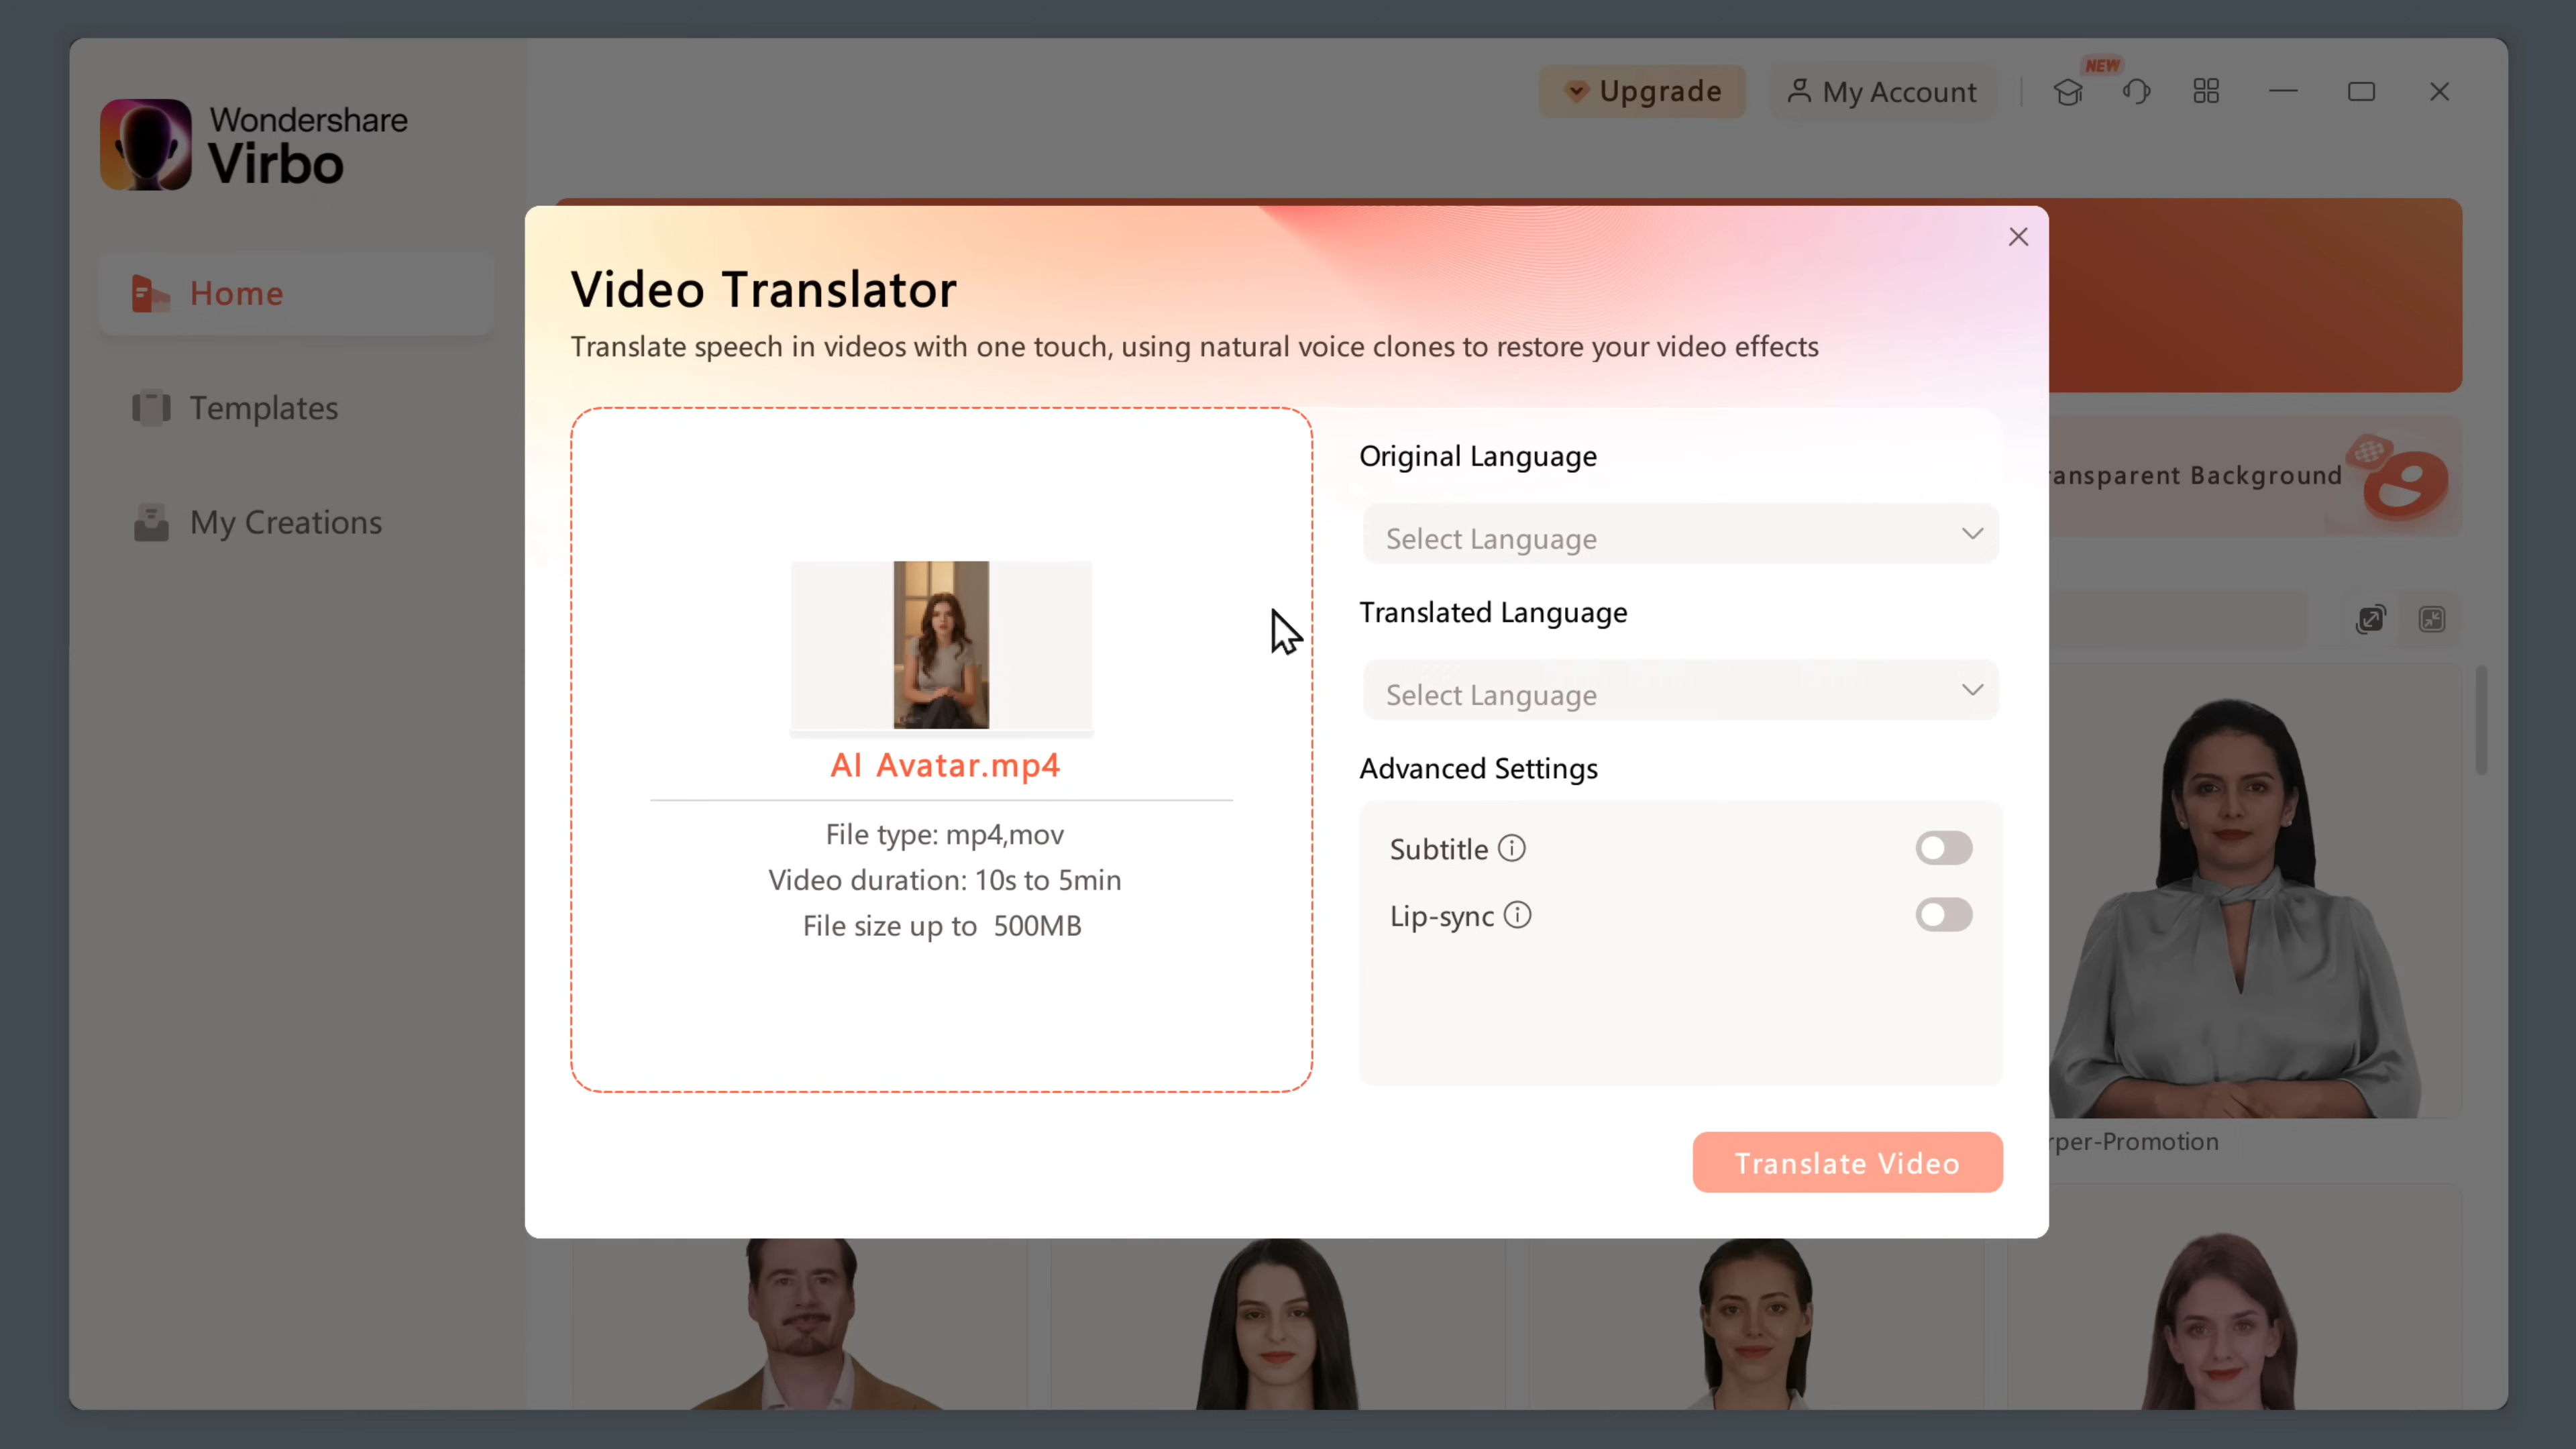 Wondershare
Virbo
Upgrade
My Account
NEW
Home
Templates
My Creations
Video Translator
Translate speech in videos with one touch, using natural voice clones to restore your video effects
AI Avatar.mp4
File type: mp4,mov
Video duration: 10s to 5min
File size up to 500MB
Original Language
Select Language
Translated Language
Select Language
Advanced Settings
Subtitle
Lip-sync
Translate Video
ansparent Background
rper-Promotion